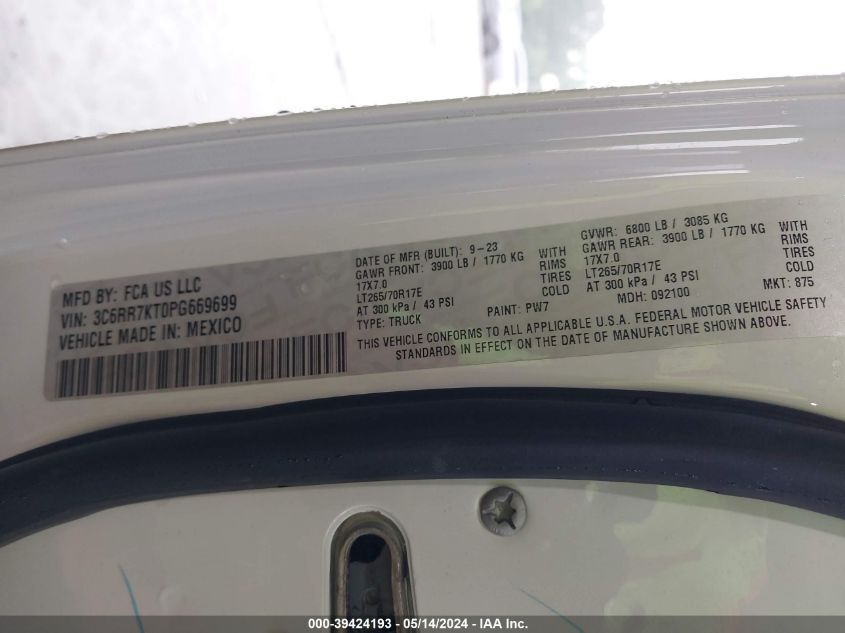 MFD BY: FCA US LLC
VIN: 3C6RR7KT0PG669699
VEHICLE MADE IN: MEXICO
DATE OF MFR (BUILT): 9-23
GAWR FRONT: 3900 LB / 1770 KG WITH
17X7.0 RIMS
LT265/70R17E TIRES
AT 300 kPa / 43 PSI COLD
TYPE: TRUCK
PAINT: PW7
GVWR: 6800 LB / 3085 KG
GAWR REAR: 3900 LB / 1770 KG WITH
17X7.0 RIMS
LT265/70R17E TIRES
AT 300 kPa / 43 PSI COLD
MDH: 092100
MKT: 875
THIS VEHICLE CONFORMS TO ALL APPLICABLE U.S.A. FEDERAL MOTOR VEHICLE SAFETY
STANDARDS IN EFFECT ON THE DATE OF MANUFACTURE SHOWN ABOVE.
000-39424193 - 05/14/2024 - IAA Inc.